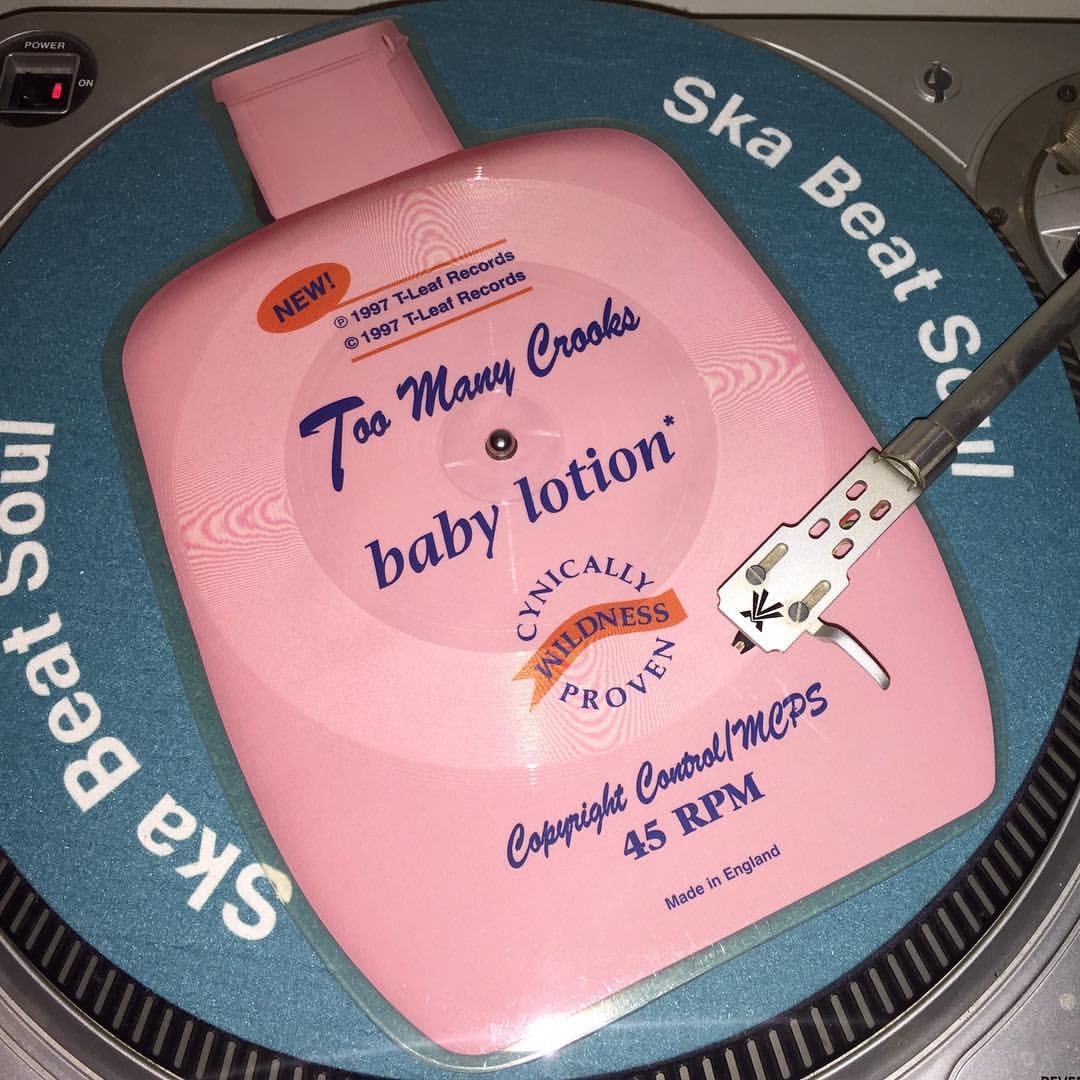 POWER
ON
Ska Beat Soul
NEW!
℗ 1997 T-Leaf Records
© 1997 T-Leaf Records
Too Many Crooks
baby lotion*
CYNICALLY
WILDNESS
PROVEN
Copyright Control/MCPS
45 RPM
Made in England
Ska Beat Soul